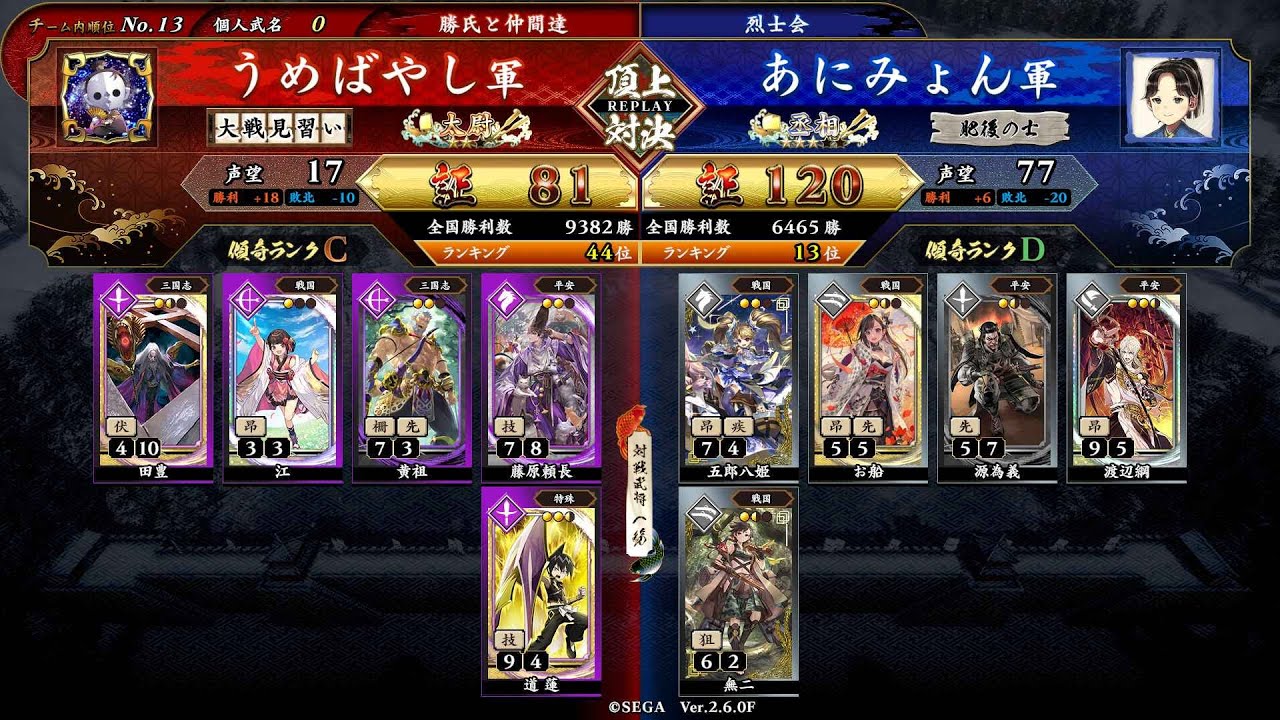 チーム内順位 No.13 個人武名 0 勝氏と仲間達 烈士会
うめばやし軍 頂上 REPLAY 対決 あにみょん軍
大戦見習い 太尉 丞相 肥後の士
声望 17 証 81 証 120 声望 77
勝利 +18 敗北 -10 勝利 +6 敗北 -20
全国勝利数 9382勝 全国勝利数 6465勝
傾奇ランクC ランキング 44位 ランキング 13位 傾奇ランクD
三国志 戦国 三国志 平安 戦国 戦国 平安 平安
伏 昂 柵 先 技 昂 疾 昂 先 先 昂
4 10 3 3 7 3 7 8 7 4 5 5 5 7 9 5
田豊 江 黄祖 藤原頼長 五郎八姫 お船 源為義 渡辺綱
対戦武将一覧
特殊 戦国
技 狙
9 4 6 2
道蓮 無二
©SEGA Ver.2.6.0F